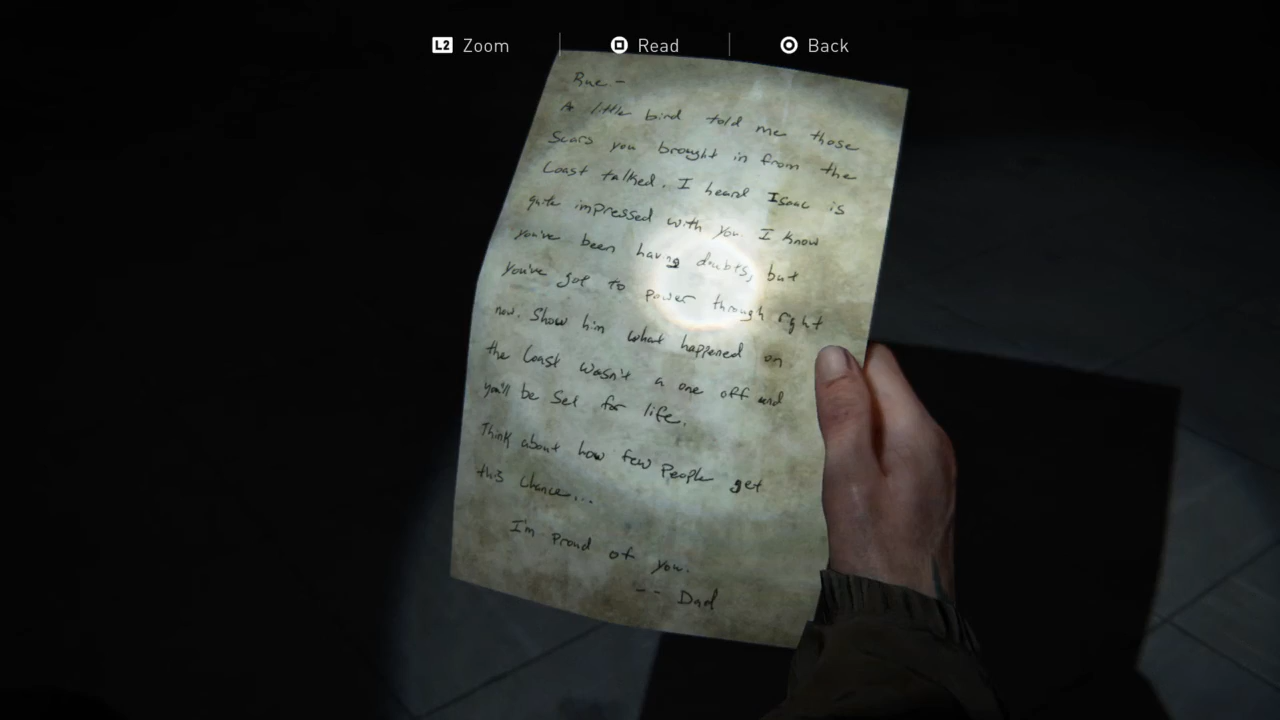 L2 Zoom | Read | Back
Rue -
A little bird told me those
Scars you brought in from the
Coast talked. I heard Isaac is
quite impressed with you. I know
you've been having doubts, but
you've got to power through right
now. Show him what happened on
the Coast wasn't a one off and
you'll be set for life.
Think about how few people get
this chance...
I'm proud of you.
-- Dad